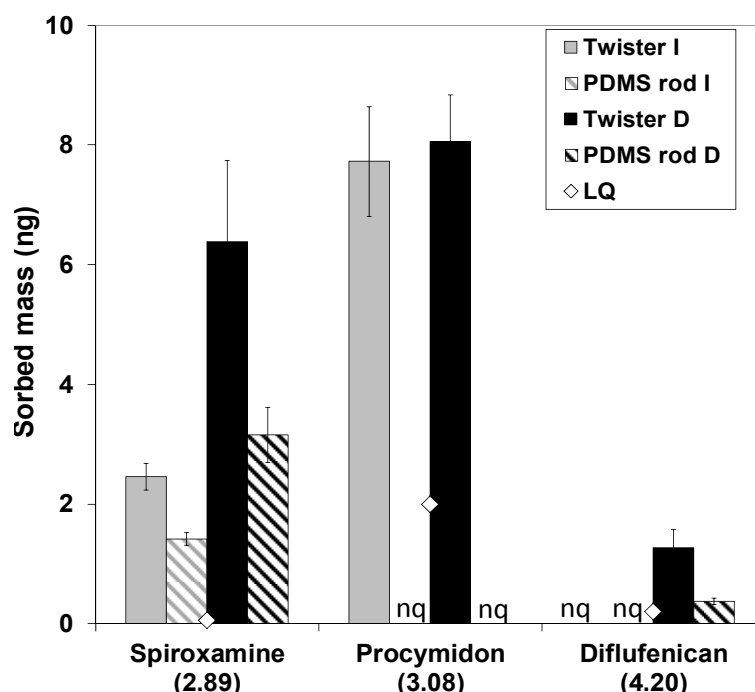 10
8
6
4
2
0
Sorbed mass (ng)
Twister I
PDMS rod I
Twister D
PDMS rod D
LQ
nq
nq
nq
nq
Spiroxamine
(2.89)
Procymidon
(3.08)
Diflufenican
(4.20)